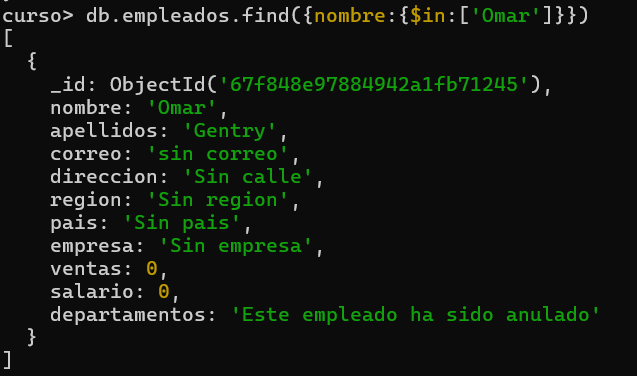 curso> db.empleados.find({nombre:{$in:['Omar']}})
[
  {
    _id: ObjectId('67f848e97884942a1fb71245'),
    nombre: 'Omar',
    apellidos: 'Gentry',
    correo: 'sin correo',
    direccion: 'Sin calle',
    region: 'Sin region',
    pais: 'Sin pais',
    empresa: 'Sin empresa',
    ventas: 0,
    salario: 0,
    departamentos: 'Este empleado ha sido anulado'
  }
]